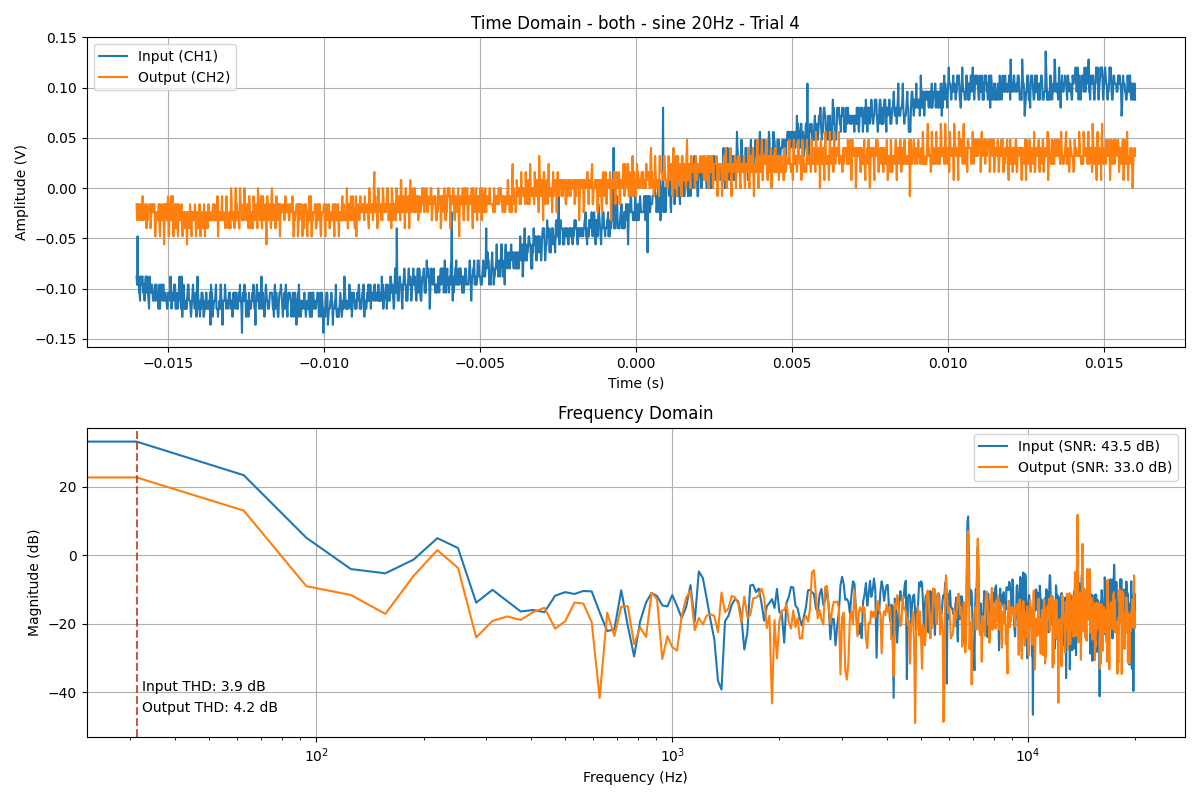 Time Domain - both - sine 20Hz - Trial 4
Input (CH1)
Output (CH2)
Amplitude (V)
0.15
0.10
0.05
0.00
−0.05
−0.10
−0.15
−0.015
−0.010
−0.005
0.000
0.005
0.010
0.015
Time (s)
Frequency Domain
Input (SNR: 43.5 dB)
Output (SNR: 33.0 dB)
Magnitude (dB)
20
0
−20
−40
Input THD: 3.9 dB
Output THD: 4.2 dB
10²
10³
10⁴
Frequency (Hz)